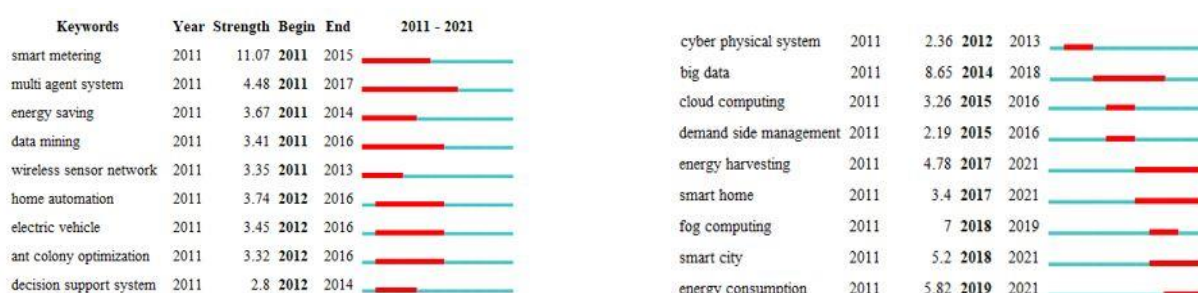 Keywords Year Strength Begin End 2011 - 2021
smart metering 2011 11.07 2011 2015
multi agent system 2011 4.48 2011 2017
energy saving 2011 3.67 2011 2014
data mining 2011 3.41 2011 2016
wireless sensor network 2011 3.35 2011 2013
home automation 2011 3.74 2012 2016
electric vehicle 2011 3.45 2012 2016
ant colony optimization 2011 3.32 2012 2016
decision support system 2011 2.8 2012 2014
cyber physical system 2011 2.36 2012 2013
big data 2011 8.65 2014 2018
cloud computing 2011 3.26 2015 2016
demand side management 2011 2.19 2015 2016
energy harvesting 2011 4.78 2017 2021
smart home 2011 3.4 2017 2021
fog computing 2011 7 2018 2019
smart city 2011 5.2 2018 2021
energy consumption 2011 5.82 2019 2021